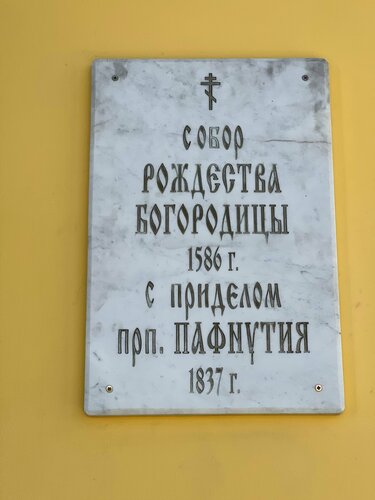 СОБОР
РОЖДЕСТВА
БОГОРОДИЦЫ
1586 г.
С ПРИДЕЛОМ
прп. ПАФНУТИЯ
1837 г.